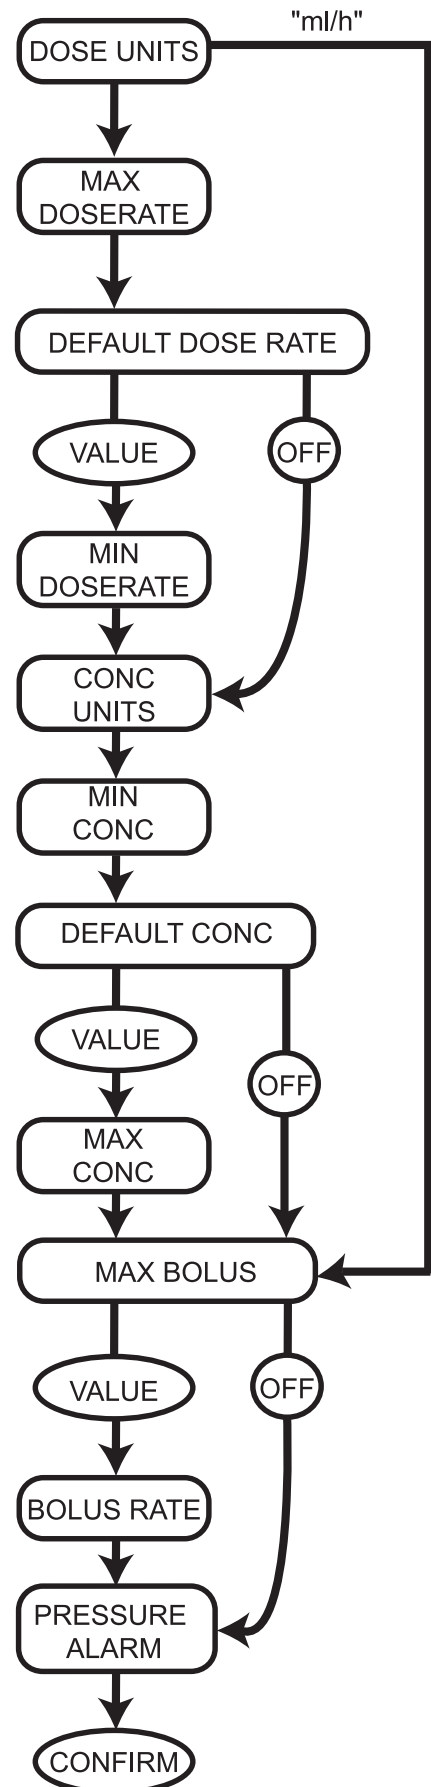 "ml/h"
DOSE UNITS
MAX
DOSERATE
DEFAULT DOSE RATE
VALUE
OFF
MIN
DOSERATE
CONC
UNITS
MIN
CONC
DEFAULT CONC
VALUE
OFF
MAX
CONC
MAX BOLUS
VALUE
OFF
BOLUS RATE
PRESSURE
ALARM
CONFIRM